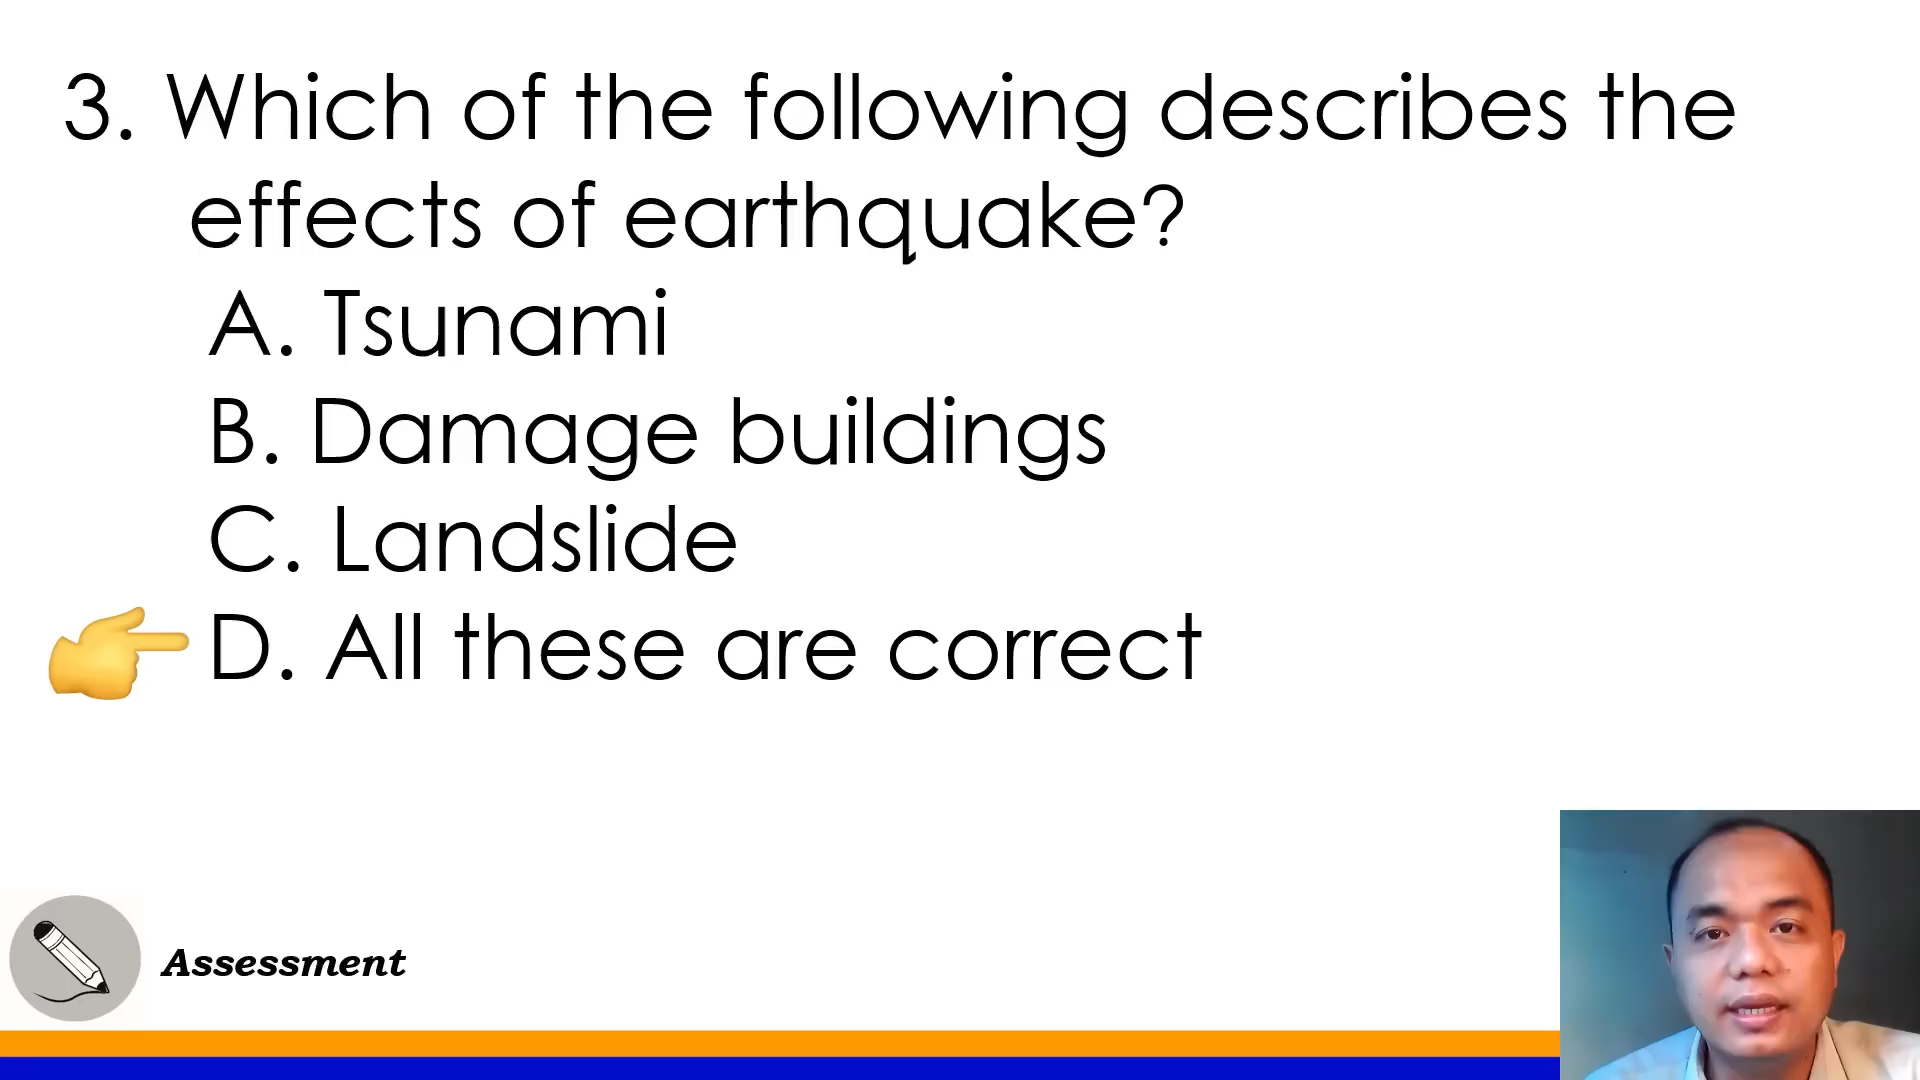 3. Which of the following describes the
effects of earthquake?
A. Tsunami
B. Damage buildings
C. Landslide
D. All these are correct
Assessment